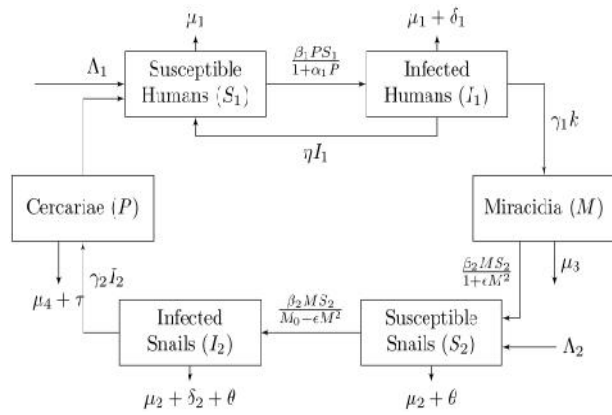 μ₁
μ₁ + δ₁
Λ₁
Susceptible
Humans (S₁)
β₁PS₁
1+α₁P
Infected
Humans (I₁)
ηI₁
γ₁k
Cercariae (P)
Miracidia (M)
μ₄ + τ
γ₂I₂
β₂MS₂
1+ϵM²
μ₃
Infected
Snails (I₂)
β₂MS₂
M₀−ϵM²
Susceptible
Snails (S₂)
Λ₂
μ₂ + δ₂ + θ
μ₂ + θ